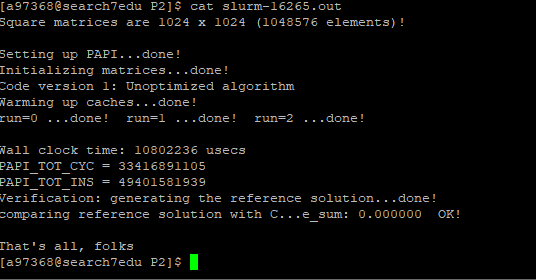 [a97368@search7edu P2]$ cat slurm-16265.out
Square matrices are 1024 x 1024 (1048576 elements)!
Setting up PAPI...done!
Initializing matrices...done!
Code version 1: Unoptimized algorithm
Warming up caches...done!
run=0 ...done!  run=1 ...done!  run=2 ...done!
Wall clock time: 10802236 usecs
PAPI_TOT_CYC = 33416891105
PAPI_TOT_INS = 49401581939
Verification: generating the reference solution...done!
comparing reference solution with C...e_sum: 0.000000  OK!
That's all, folks
[a97368@search7edu P2]$